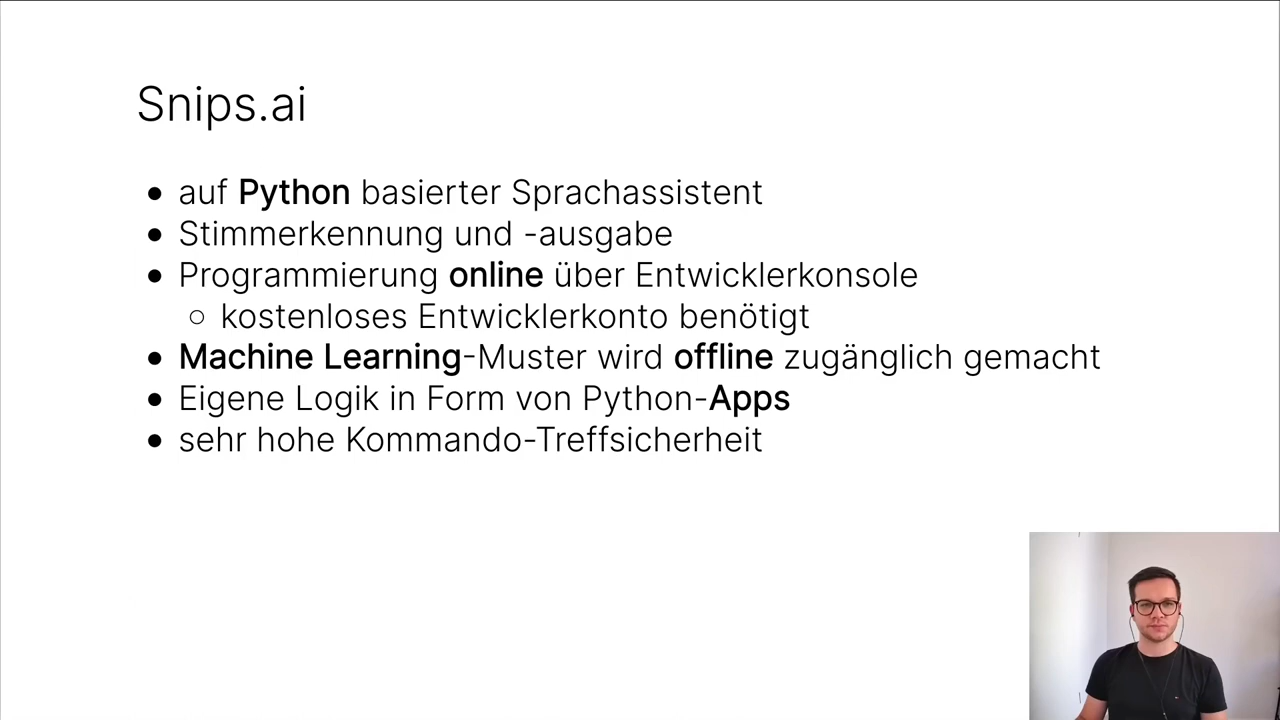 Snips.ai
● auf Python basierter Sprachassistent
● Stimmerkennung und -ausgabe
● Programmierung online über Entwicklerkonsole
○ kostenloses Entwicklerkonto benötigt
● Machine Learning-Muster wird offline zugänglich gemacht
● Eigene Logik in Form von Python-Apps
● sehr hohe Kommando-Treffsicherheit